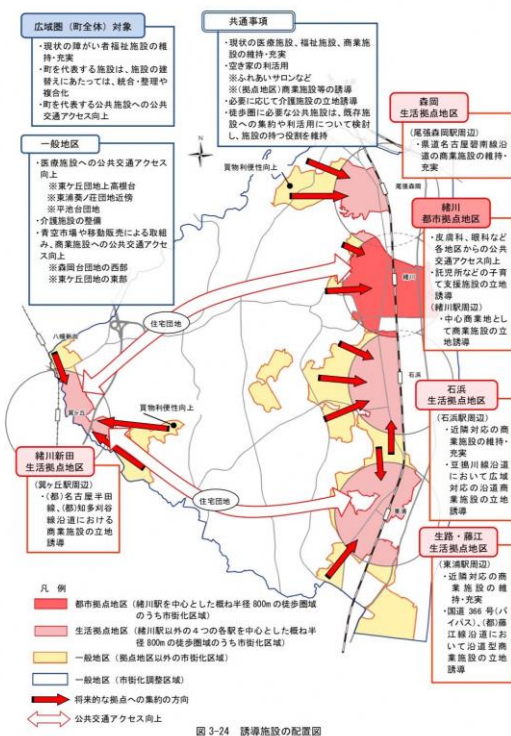 広域圏（町全体）対象
・現状の障がい者福祉施設の維
持・充実
・町を代表する施設は、施設の建
替えにあたっては、統合・整理や
複合化
・町を代表する公共施設への公共
交通アクセス向上
一般地区
・医療施設への公共交通アクセス
向上
※東ケ丘団地上高根台
※東浦葵ノ荘団地近傍
※平池台団地
・介護施設の整備
・青空市場や移動販売による取組
み、商業施設への公共交通アク
セス向上
※森岡台団地の西部
※東ケ丘団地の東部
共通事項
・現状の医療施設、福祉施設、商業施
設の維持・充実
・空き家の利活用
※ふれあいサロンなど
※(拠点地区)商業施設等の誘導
・必要に応じて介護施設の立地誘導
・徒歩圏に必要な公共施設は、既存施
設への集約や利活用について検討
し、施設の持つ役割を維持
N
買物利便性向上
尾張森岡
緒川
石浜
東浦
八幡新田
巽ヶ丘
住宅団地
買物利便性向上
住宅団地
森岡
生活拠点地区
(尾張森岡駅周辺)
・県道名古屋碧南線沿
道の商業施設の維持・
充実
緒川
都市拠点地区
・皮膚科、眼科など
各地区からの公共
交通アクセス向上
・託児所などの子育
て支援施設の立地
誘導
(緒川駅周辺)
・中心商業地とし
て商業施設の立地
誘導
石浜
生活拠点地区
(石浜駅周辺)
・近隣対応の商
業施設の維持・
充実
・豆搗川線沿道
において広域
対応の沿道商
業施設の立地
誘導
生路・藤江
生活拠点地区
(東浦駅周辺)
・近隣対応の商
業施設の維
持・充実
・国道 366 号(バ
イパス)、(都)藤
江線沿道にお
いて沿道型商
業施設の立地
誘導
緒川新田
生活拠点地区
(巽ヶ丘駅周辺)
・(都)名古屋半田
線、(都)知多刈谷
線沿道における
商業施設の立地
誘導
凡 例
都市拠点地区（緒川駅を中心とした概ね半径 800mの徒歩圏域
のうち市街化区域）
生活拠点地区（緒川駅以外の４つの各駅を中心とした概ね半
径 800mの徒歩圏域のうち市街化区域）
一般地区（拠点地区以外の市街化区域）
一般地区（市街化調整区域）
将来的な拠点への集約の方向
公共交通アクセス向上
図 3-24 誘導施設の配置図